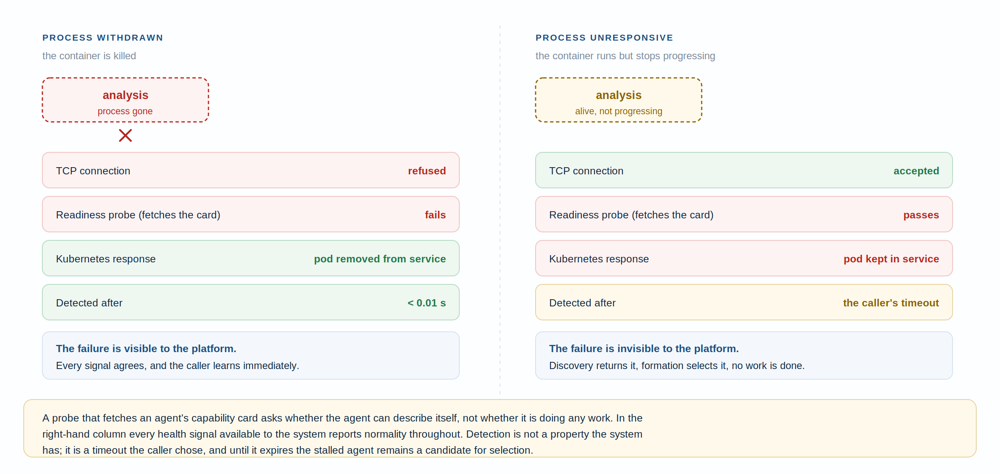 PROCESS WITHDRAWN
the container is killed
analysis
process gone
TCP connection refused
Readiness probe (fetches the card) fails
Kubernetes response pod removed from service
Detected after < 0.01 s
The failure is visible to the platform.
Every signal agrees, and the caller learns immediately.
PROCESS UNRESPONSIVE
the container runs but stops progressing
analysis
alive, not progressing
TCP connection accepted
Readiness probe (fetches the card) passes
Kubernetes response pod kept in service
Detected after the caller's timeout
The failure is invisible to the platform.
Discovery returns it, formation selects it, no work is done.
A probe that fetches an agent's capability card asks whether the agent can describe itself, not whether it is doing any work. In the
right-hand column every health signal available to the system reports normality throughout. Detection is not a property the system
has; it is a timeout the caller chose, and until it expires the stalled agent remains a candidate for selection.